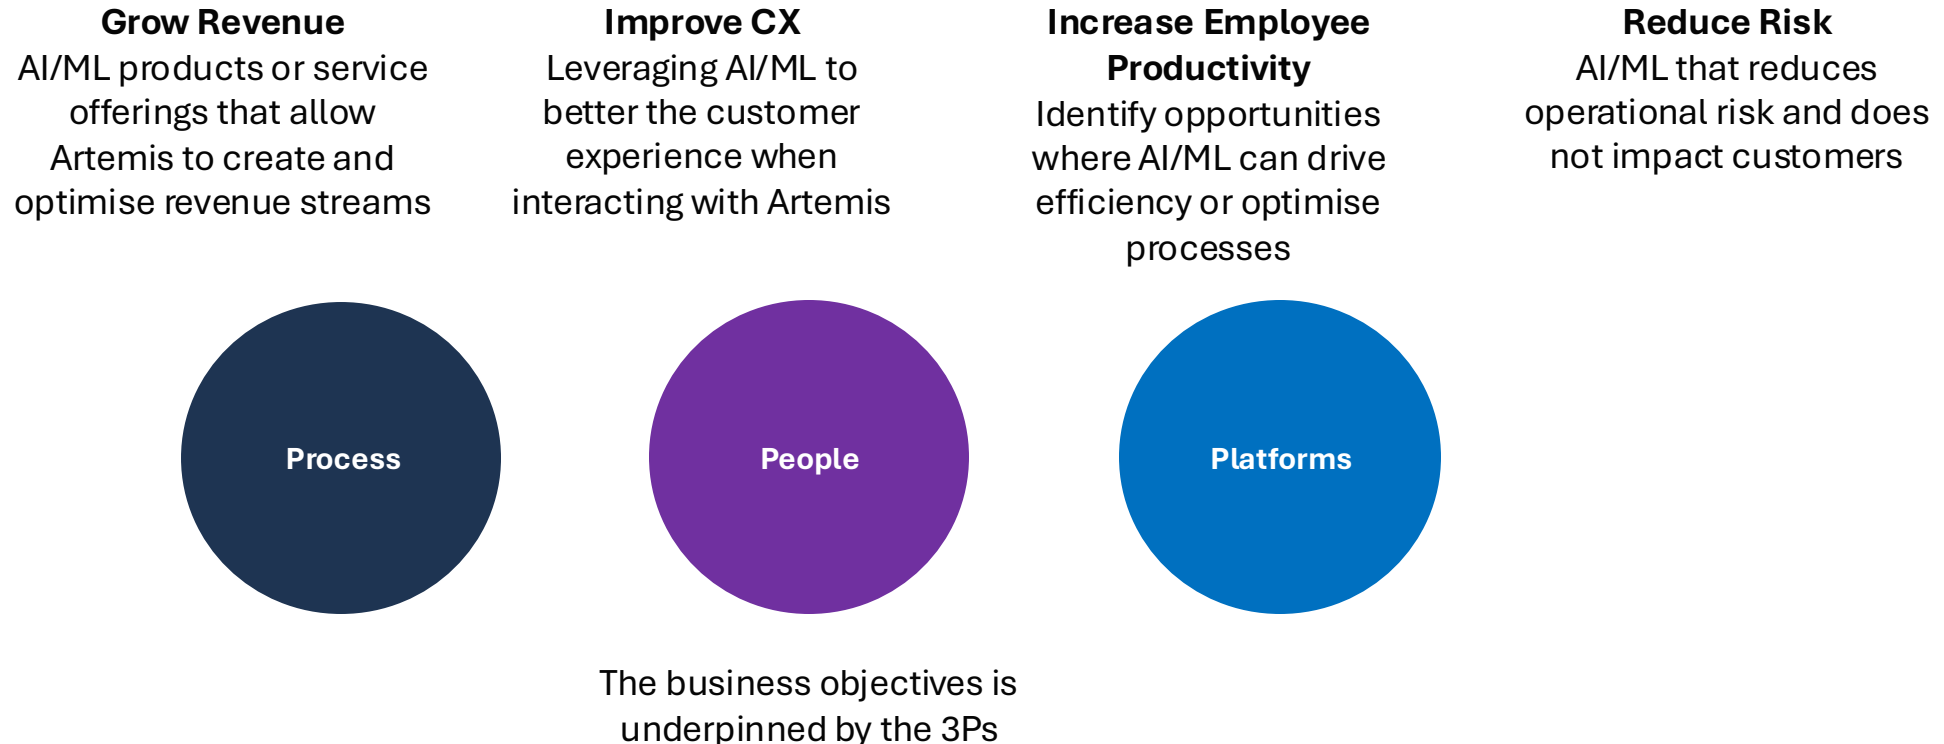 Grow Revenue
AI/ML products or service
offerings that allow
Artemis to create and
optimise revenue streams
Improve CX
Leveraging AI/ML to
better the customer
experience when
interacting with Artemis
Increase Employee
Productivity
Identify opportunities
where AI/ML can drive
efficiency or optimise
processes
Reduce Risk
AI/ML that reduces
operational risk and does
not impact customers
Process
People
Platforms
The business objectives is
underpinned by the 3Ps